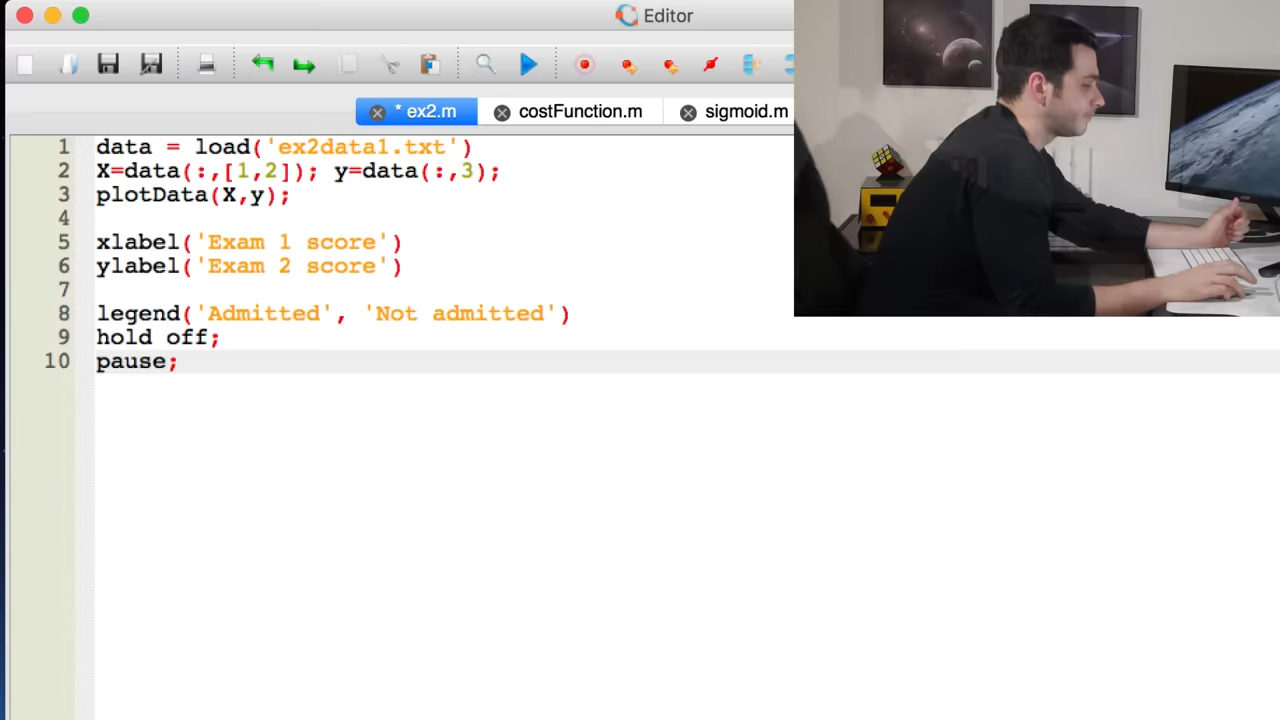 Editor
* ex2.m costFunction.m sigmoid.m
1 data = load('ex2data1.txt')
2 X=data(:,[1,2]); y=data(:,3);
3 plotData(X,y);
4
5 xlabel('Exam 1 score')
6 ylabel('Exam 2 score')
7
8 legend('Admitted', 'Not admitted')
9 hold off;
10 pause;